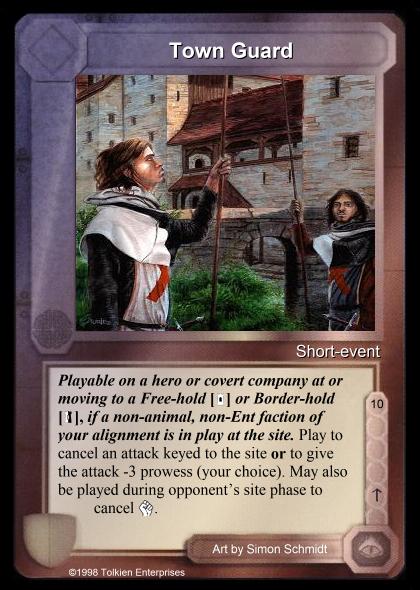 Town Guard
Short-event
Playable on a hero or covert company at or
moving to a Free-hold [ ] or Border-hold
[ ], if a non-animal, non-Ent faction of
your alignment is in play at the site. Play to
cancel an attack keyed to the site or to give
the attack -3 prowess (your choice). May also
be played during opponent's site phase to
cancel .
10
Art by Simon Schmidt
©1998 Tolkien Enterprises